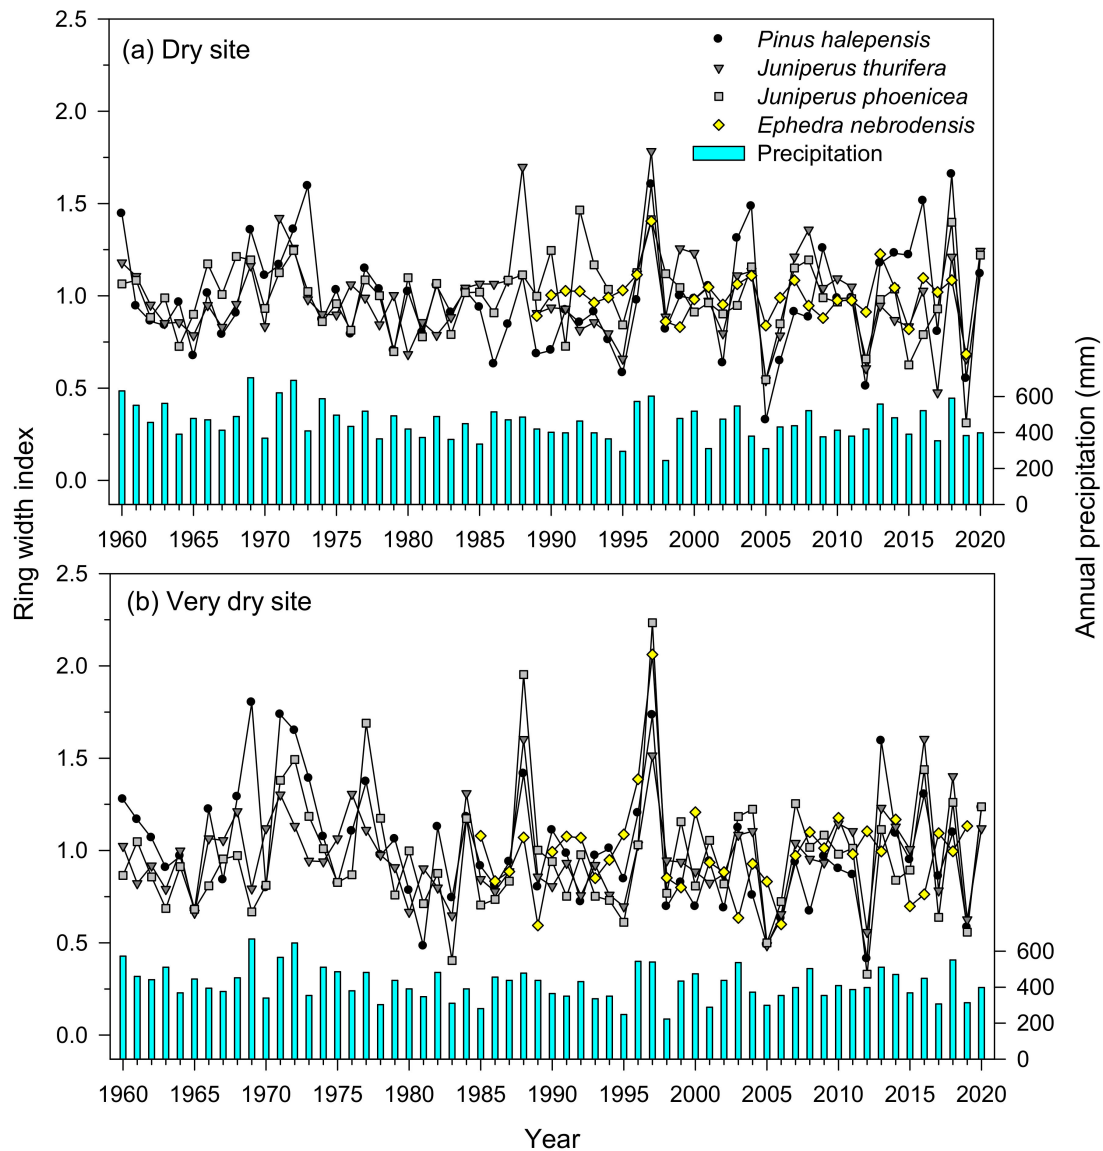 2.5
(a) Dry site
Pinus halepensis
Juniperus thurifera
Juniperus phoenicea
Ephedra nebrodensis
Precipitation
2.0
1.5
1.0
0.5
0.0
600
400
200
0
1960 1965 1970 1975 1980 1985 1990 1995 2000 2005 2010 2015 2020
Ring width index
Annual precipitation (mm)
2.5
(b) Very dry site
2.0
1.5
1.0
0.5
0.0
600
400
200
0
1960 1965 1970 1975 1980 1985 1990 1995 2000 2005 2010 2015 2020
Year